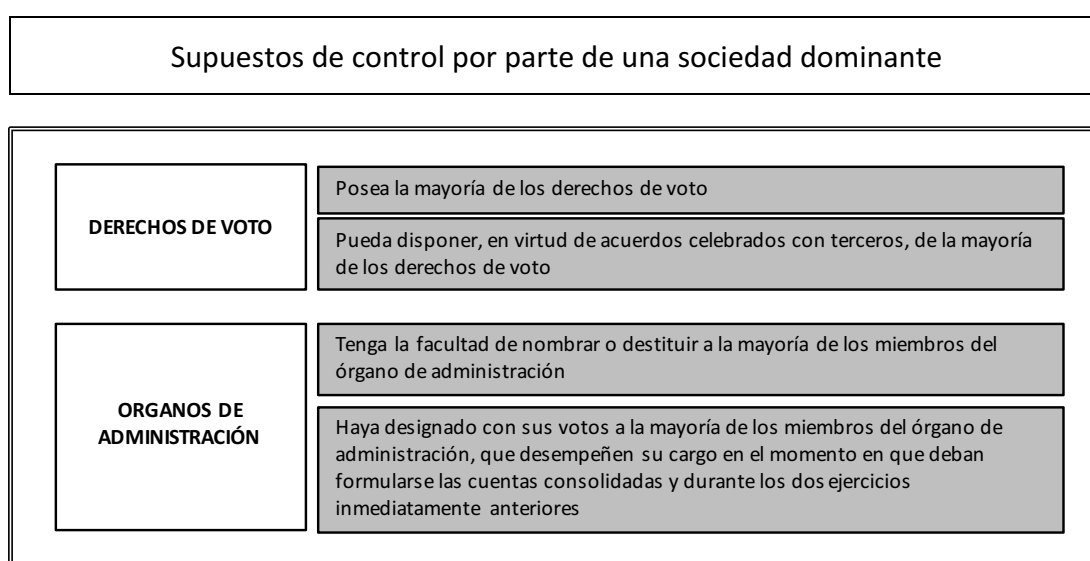 Supuestos de control por parte de una sociedad dominante
DERECHOS DE VOTO
Posea la mayoría de los derechos de voto
Pueda disponer, en virtud de acuerdos celebrados con terceros, de la mayoría
de los derechos de voto
ORGANOS DE
ADMINISTRACIÓN
Tenga la facultad de nombrar o destituir a la mayoría de los miembros del
órgano de administración
Haya designado con sus votos a la mayoría de los miembros del órgano de
administración, que desempeñen su cargo en el momento en que deban
formularse las cuentas consolidadas y durante los dos ejercicios
inmediatamente anteriores